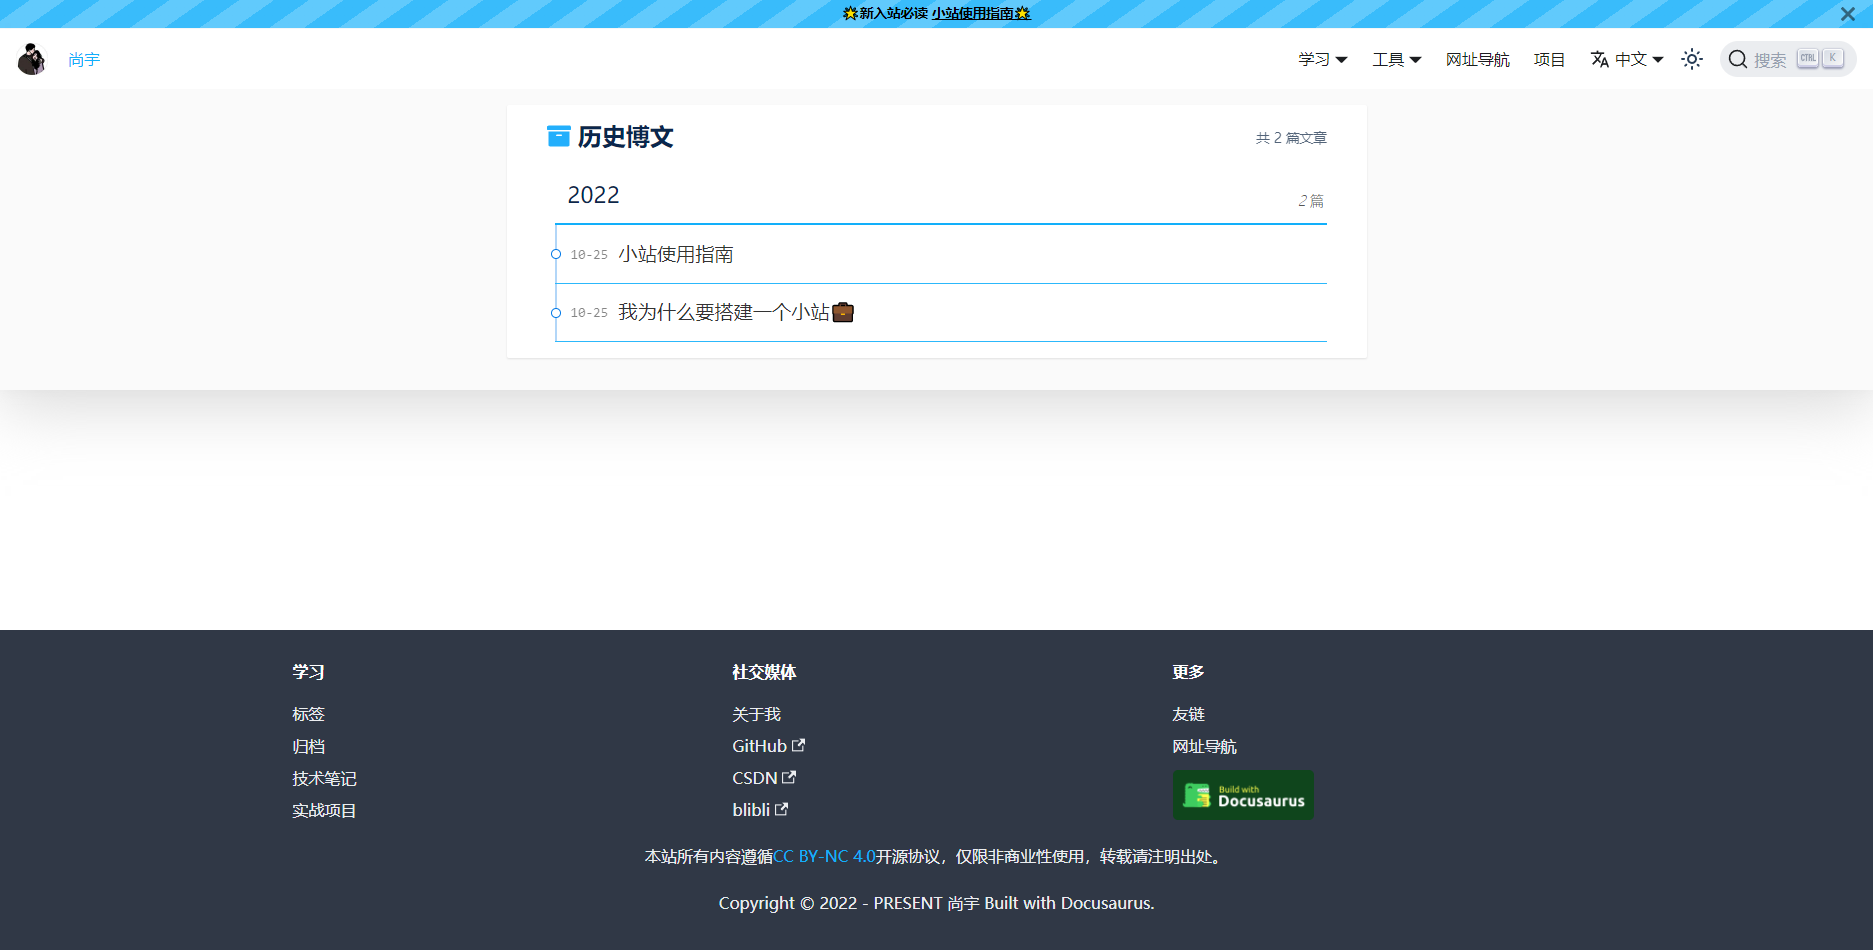 🌟新入站必读 小站使用指南🌟
尚宇
学习 工具 网址导航 项目 中文 搜索 CTRL K
历史博文 共 2 篇文章
2022 2 篇
10-25 小站使用指南
10-25 我为什么要搭建一个小站💼
学习
标签
归档
技术笔记
实战项目
社交媒体
关于我
GitHub
CSDN
blibli
更多
友链
网址导航
Build with
Docusaurus
本站所有内容遵循CC BY-NC 4.0开源协议，仅限非商业性使用，转载请注明出处。
Copyright © 2022 - PRESENT 尚宇 Built with Docusaurus.